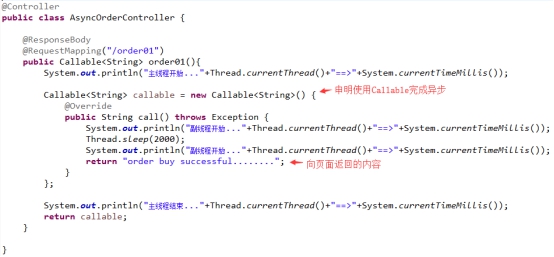 @Controller
public class AsyncOrderController {
@ResponseBody
@RequestMapping("/order01")
public Callable<String> order01(){
System.out.println("主线程开始..."+Thread.currentThread()+"==>"+System.currentTimeMillis());
Callable<String> callable = new Callable<String>() {
申明使用Callable完成异步
@Override
public String call() throws Exception {
System.out.println("副线程开始..."+Thread.currentThread()+"==>"+System.currentTimeMillis());
Thread.sleep(2000);
System.out.println("副线程开始..."+Thread.currentThread()+"==>"+System.currentTimeMillis());
return "order buy successful........";
向页面返回的内容
}
};
System.out.println("主线程结束..."+Thread.currentThread()+"==>"+System.currentTimeMillis());
return callable;
}
}